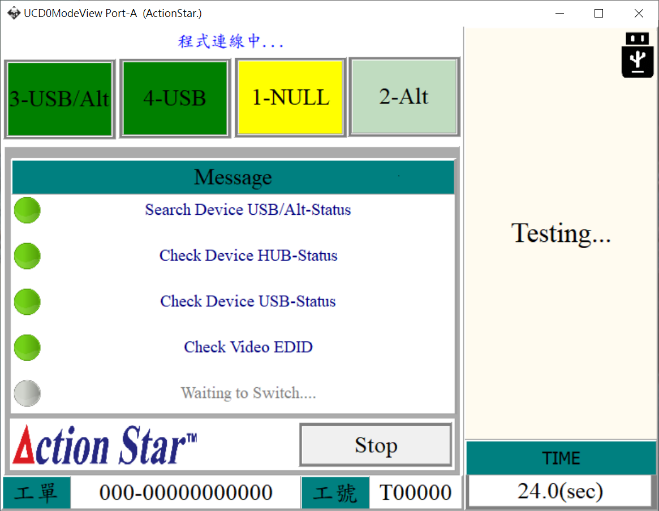 UCD0ModeView Port-A (ActionStar.)
程式連線中...
3-USB/Alt
4-USB
1-NULL
2-Alt
Message
Search Device USB/Alt-Status
Check Device HUB-Status
Check Device USB-Status
Check Video EDID
Waiting to Switch....
Action Star™
Stop
工單
000-00000000000
工號
T00000
Testing...
TIME
24.0(sec)